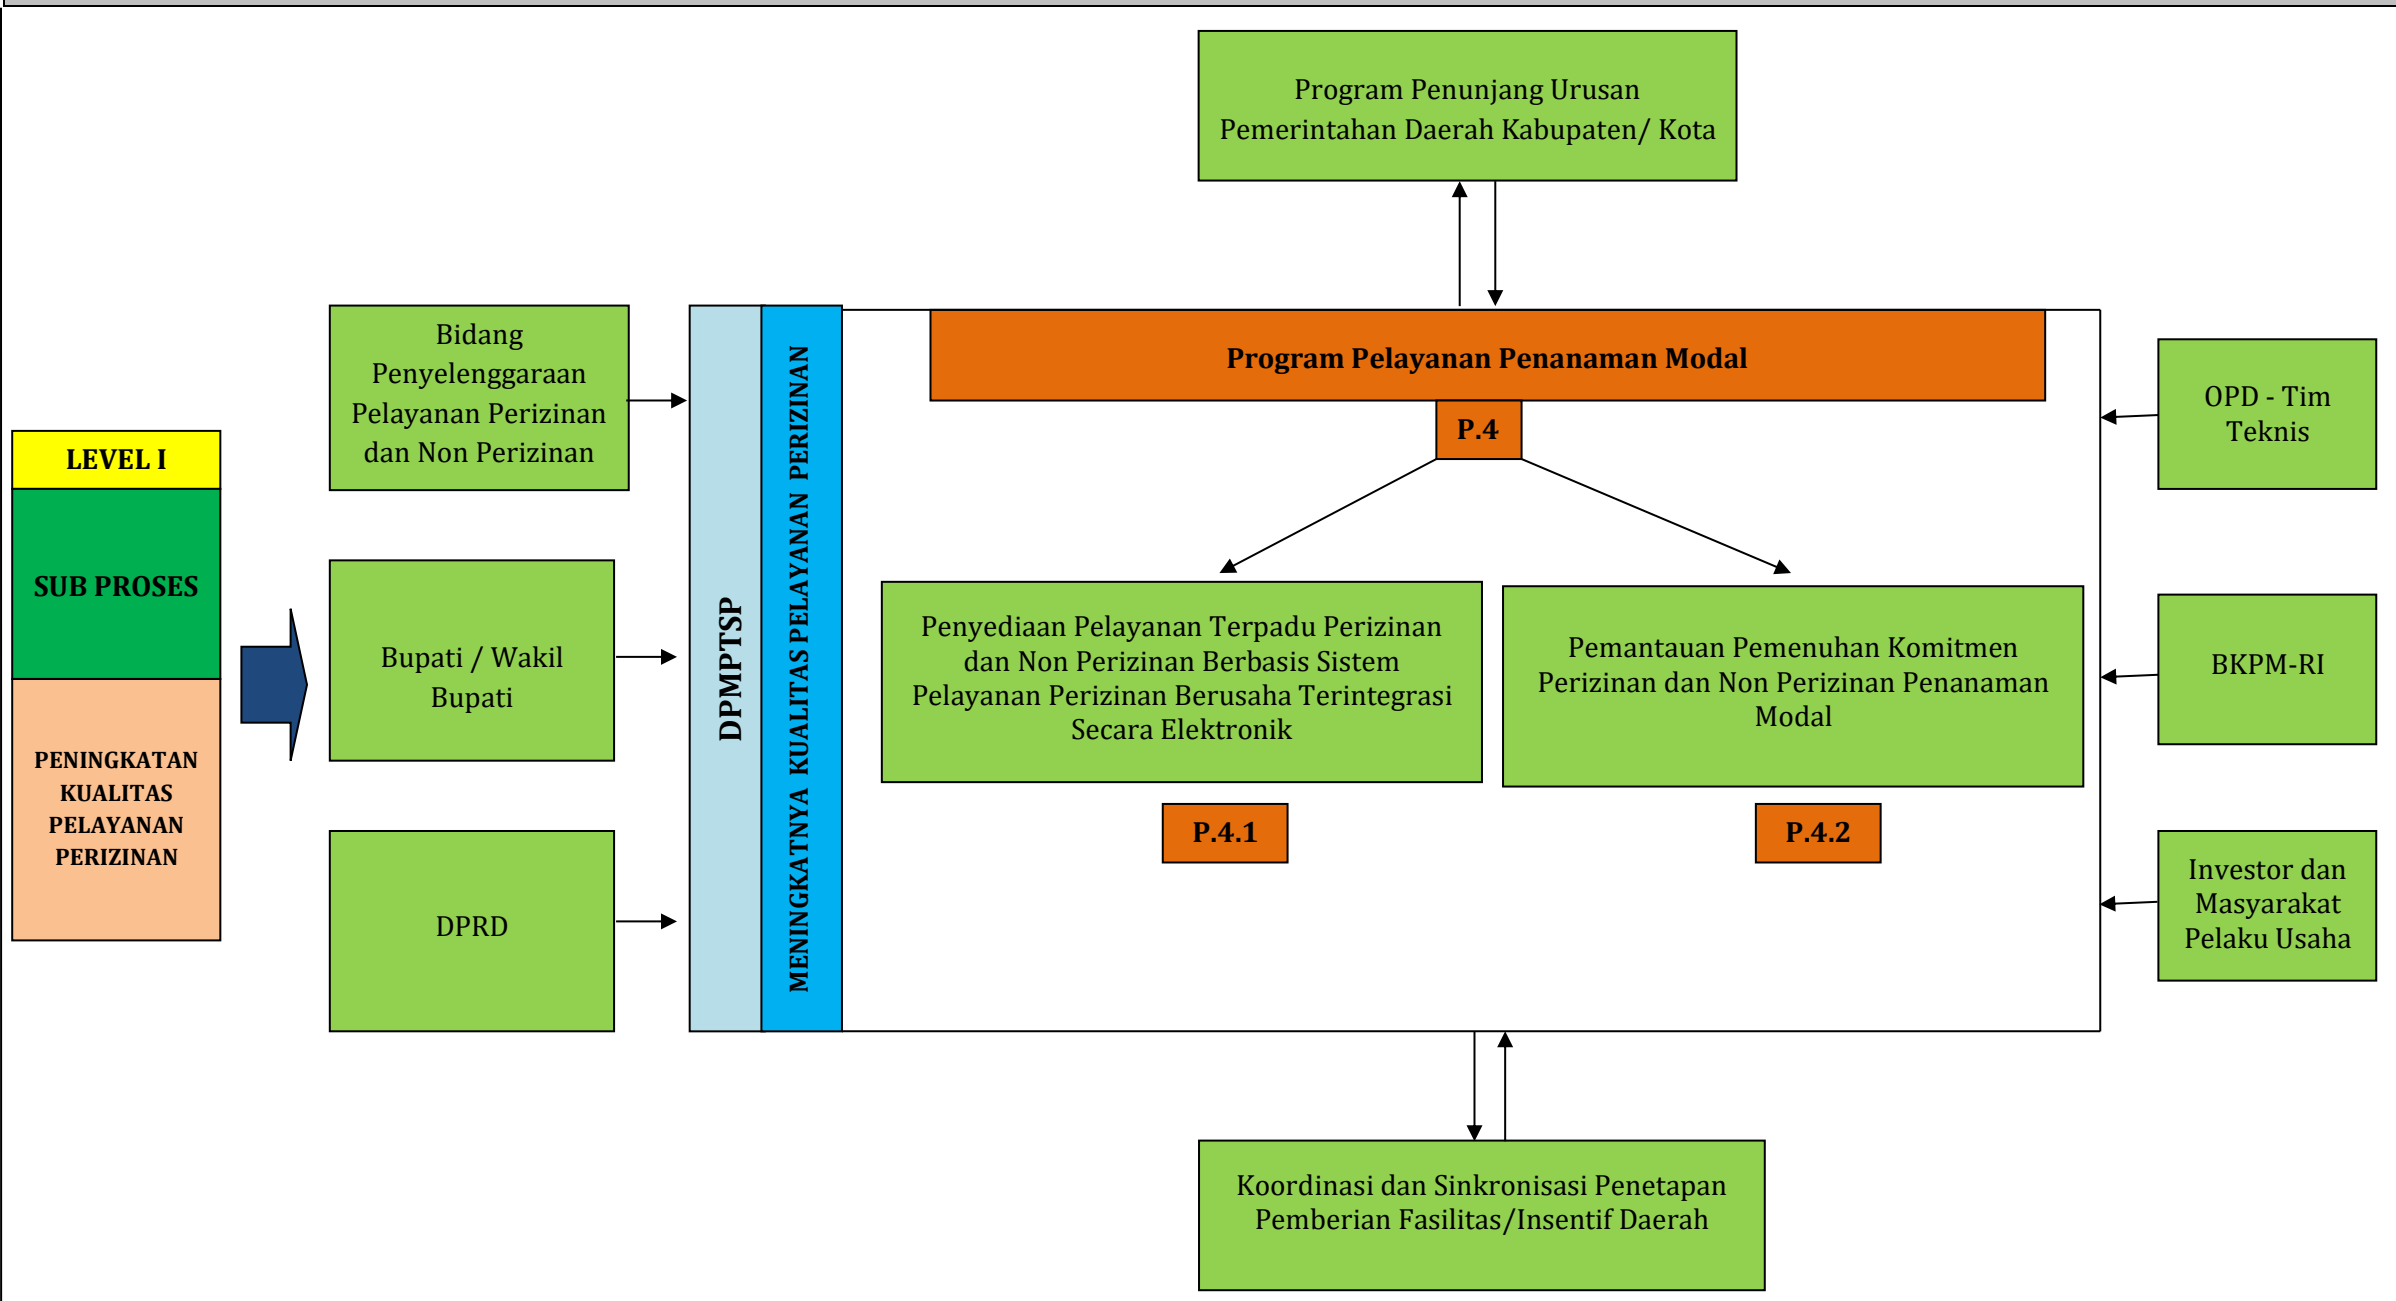 Program Penunjang Urusan
Pemerintahan Daerah Kabupaten/ Kota
LEVEL I
SUB PROSES
PENINGKATAN
KUALITAS
PELAYANAN
PERIZINAN
Bidang
Penyelenggaraan
Pelayanan Perizinan
dan Non Perizinan
Bupati / Wakil
Bupati
DPRD
DPMPTSP
MENINGKATNYA KUALITAS PELAYANAN PERIZINAN
Program Pelayanan Penanaman Modal
P.4
Penyediaan Pelayanan Terpadu Perizinan
dan Non Perizinan Berbasis Sistem
Pelayanan Perizinan Berusaha Terintegrasi
Secara Elektronik
P.4.1
Pemantauan Pemenuhan Komitmen
Perizinan dan Non Perizinan Penanaman
Modal
P.4.2
OPD - Tim
Teknis
BKPM-RI
Investor dan
Masyarakat
Pelaku Usaha
Koordinasi dan Sinkronisasi Penetapan
Pemberian Fasilitas/Insentif Daerah